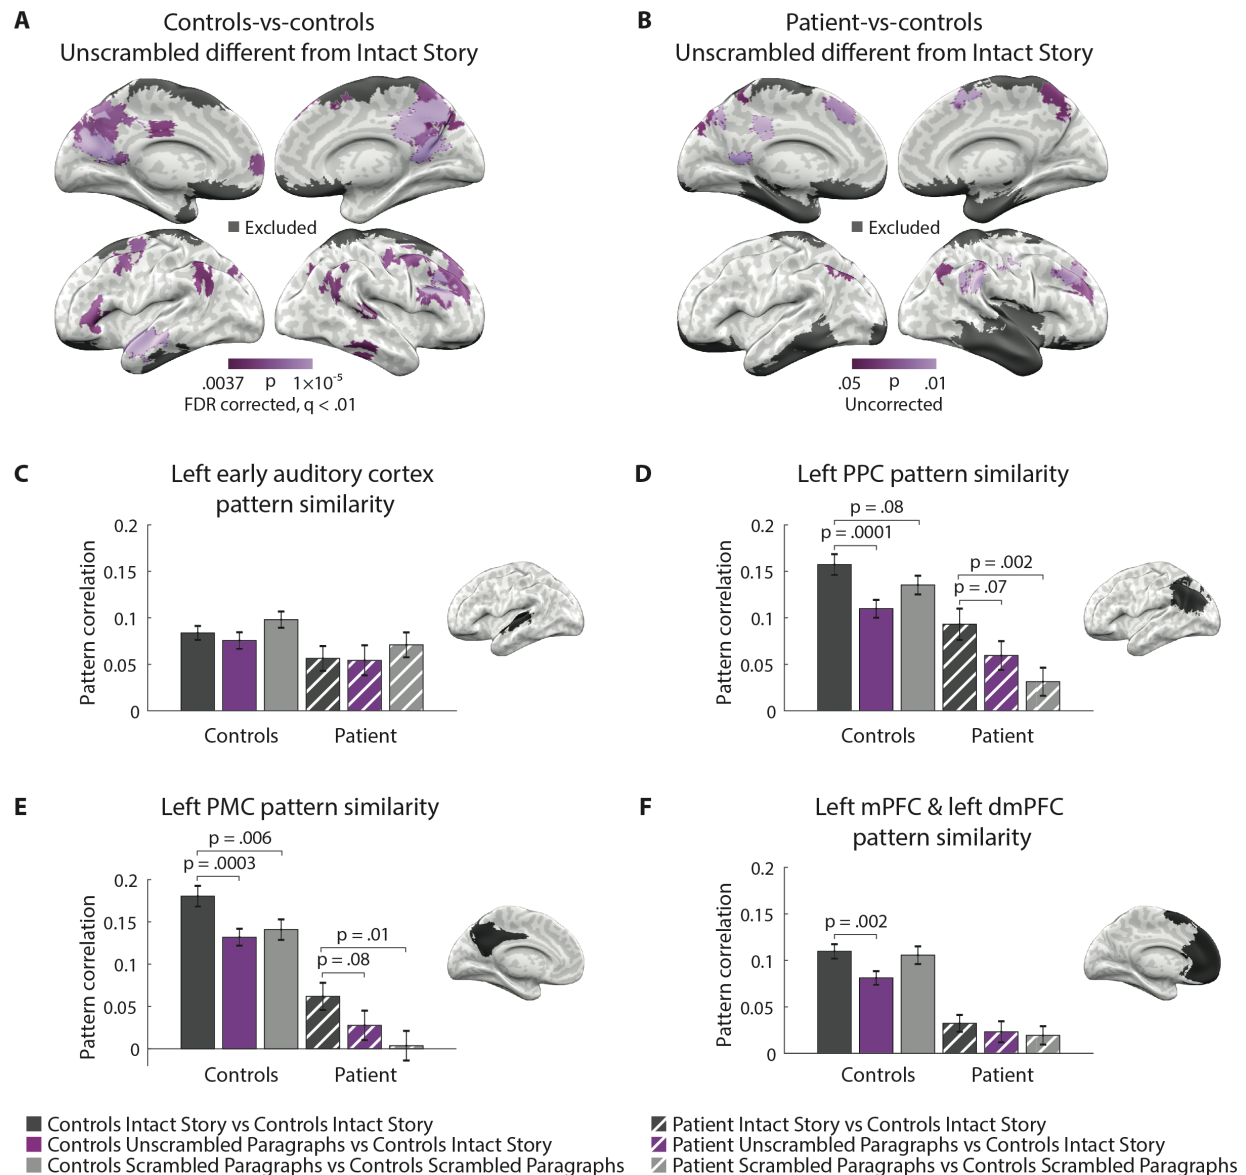 A
Controls-vs-controls
Unscrambled different from Intact Story
Excluded
.0037 p 1×10⁻⁵
FDR corrected, q < .01
B
Patient-vs-controls
Unscrambled different from Intact Story
Excluded
.05 p .01
Uncorrected
C
Left early auditory cortex
pattern similarity
Pattern correlation
0.2
0.15
0.1
0.05
0
Controls Patient
D
Left PPC pattern similarity
Pattern correlation
p = .08
p = .0001
p = .002
p = .07
0.2
0.15
0.1
0.05
0
Controls Patient
E
Left PMC pattern similarity
Pattern correlation
p = .006
p = .0003
p = .01
p = .08
0.2
0.15
0.1
0.05
0
Controls Patient
F
Left mPFC & left dmPFC
pattern similarity
Pattern correlation
p = .002
0.2
0.15
0.1
0.05
0
Controls Patient
Controls Intact Story vs Controls Intact Story
Controls Unscrambled Paragraphs vs Controls Intact Story
Controls Scrambled Paragraphs vs Controls Scrambled Paragraphs
Patient Intact Story vs Controls Intact Story
Patient Unscrambled Paragraphs vs Controls Intact Story
Patient Scrambled Paragraphs vs Controls Scrambled Paragraphs